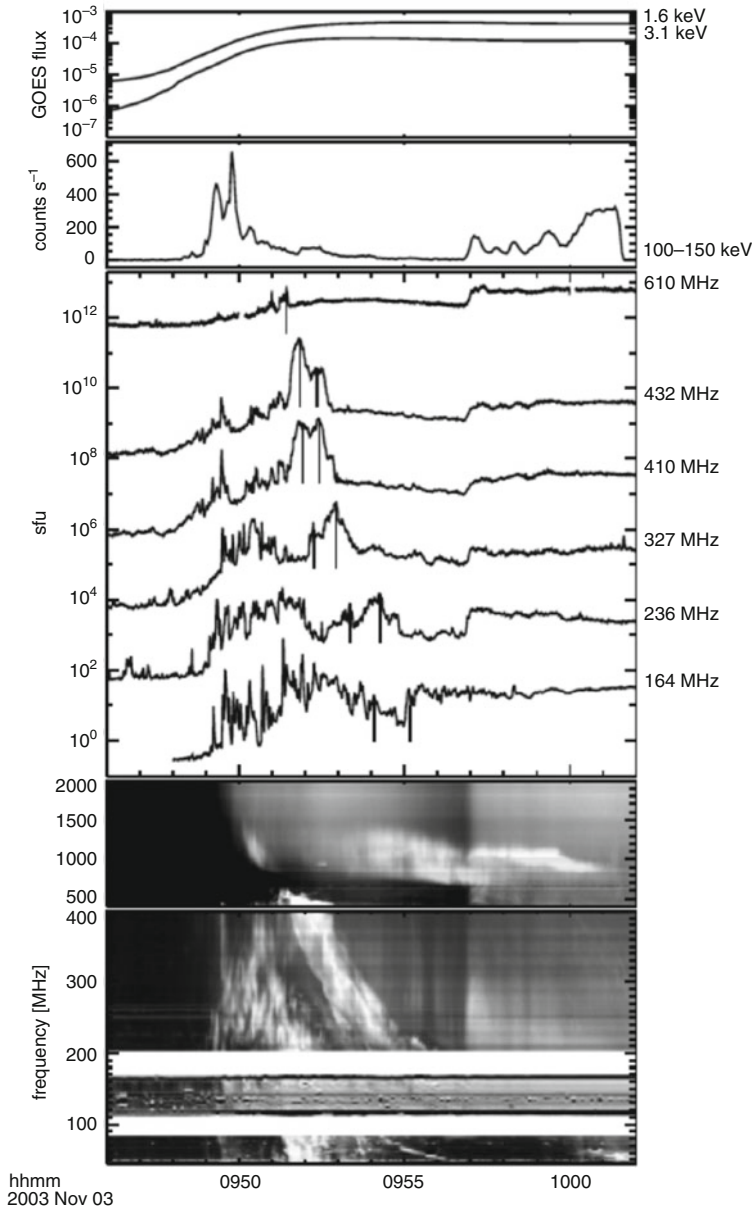 10⁻³
10⁻⁴
10⁻⁵
10⁻⁶
10⁻⁷
GOES flux
1.6 keV
3.1 keV
600
400
200
0
counts s⁻¹
100–150 keV
10¹²
10¹⁰
10⁸
10⁶
10⁴
10²
10⁰
sfu
610 MHz
432 MHz
410 MHz
327 MHz
236 MHz
164 MHz
2000
1500
1000
500
400
300
200
100
frequency [MHz]
hhmm
2003 Nov 03
0950
0955
1000